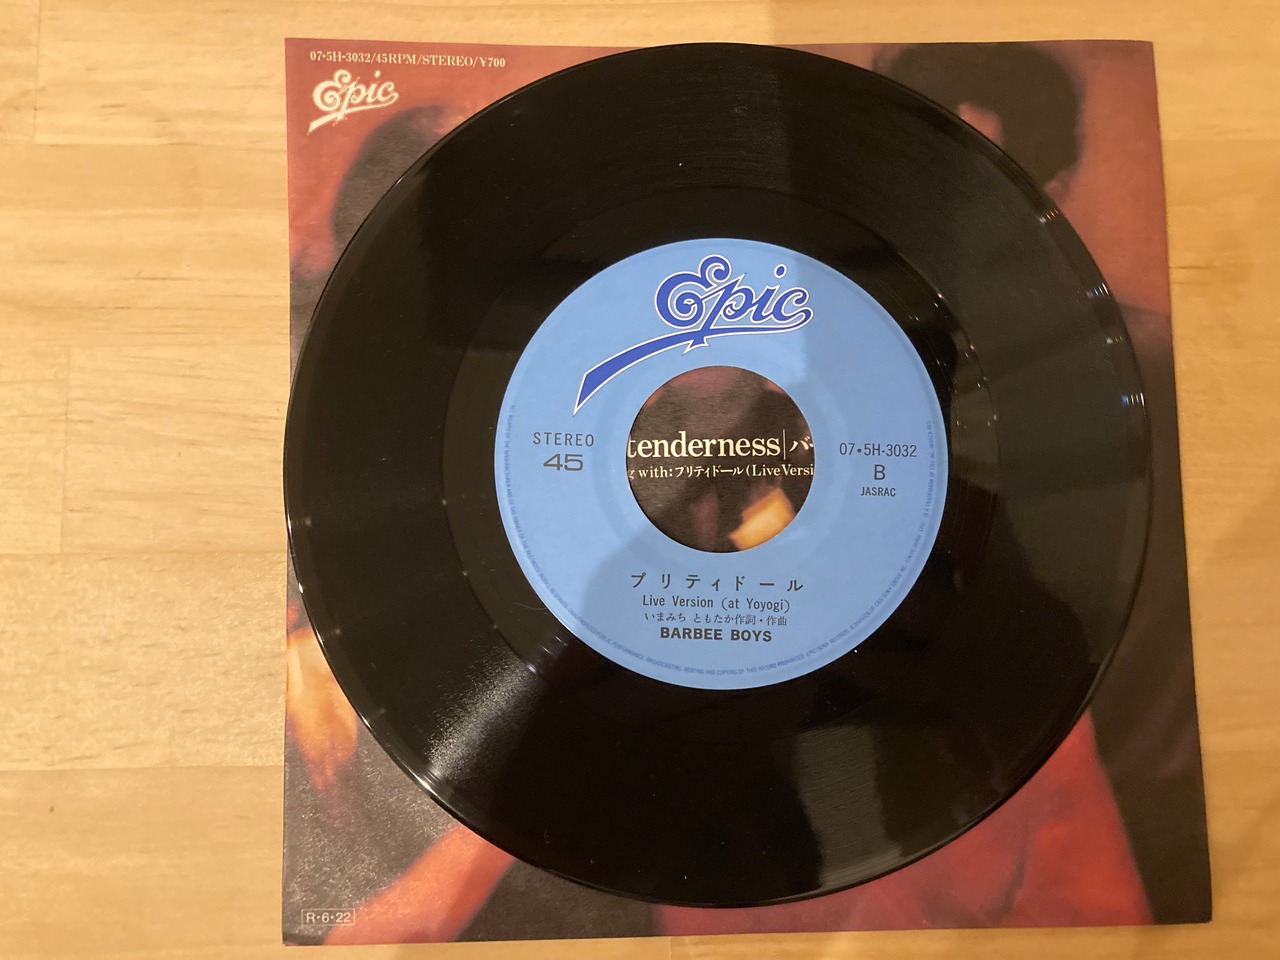 07・5H-3032/45RPM/STEREO/¥700
Epic
Epic
STEREO
45
07・5H-3032
B
JASRAC
tenderness|バ
with:プリティドール(Live Versi
プリティドール
Live Version (at Yoyogi)
いまみち ともたか作詞・作曲
BARBEE BOYS
R・6・22